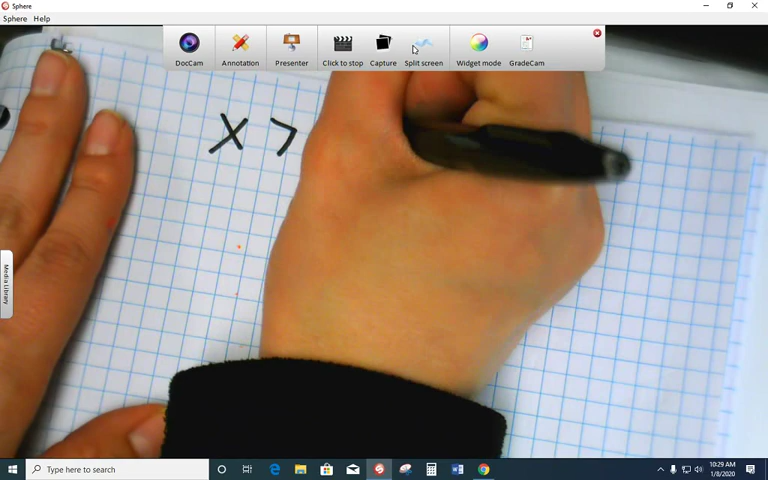 Sphere
Sphere Help
DocCam Annotation Presenter Click to stop Capture Split screen Widget mode GradeCam
X >
Media Library
Type here to search
10:29 AM
1/8/2020